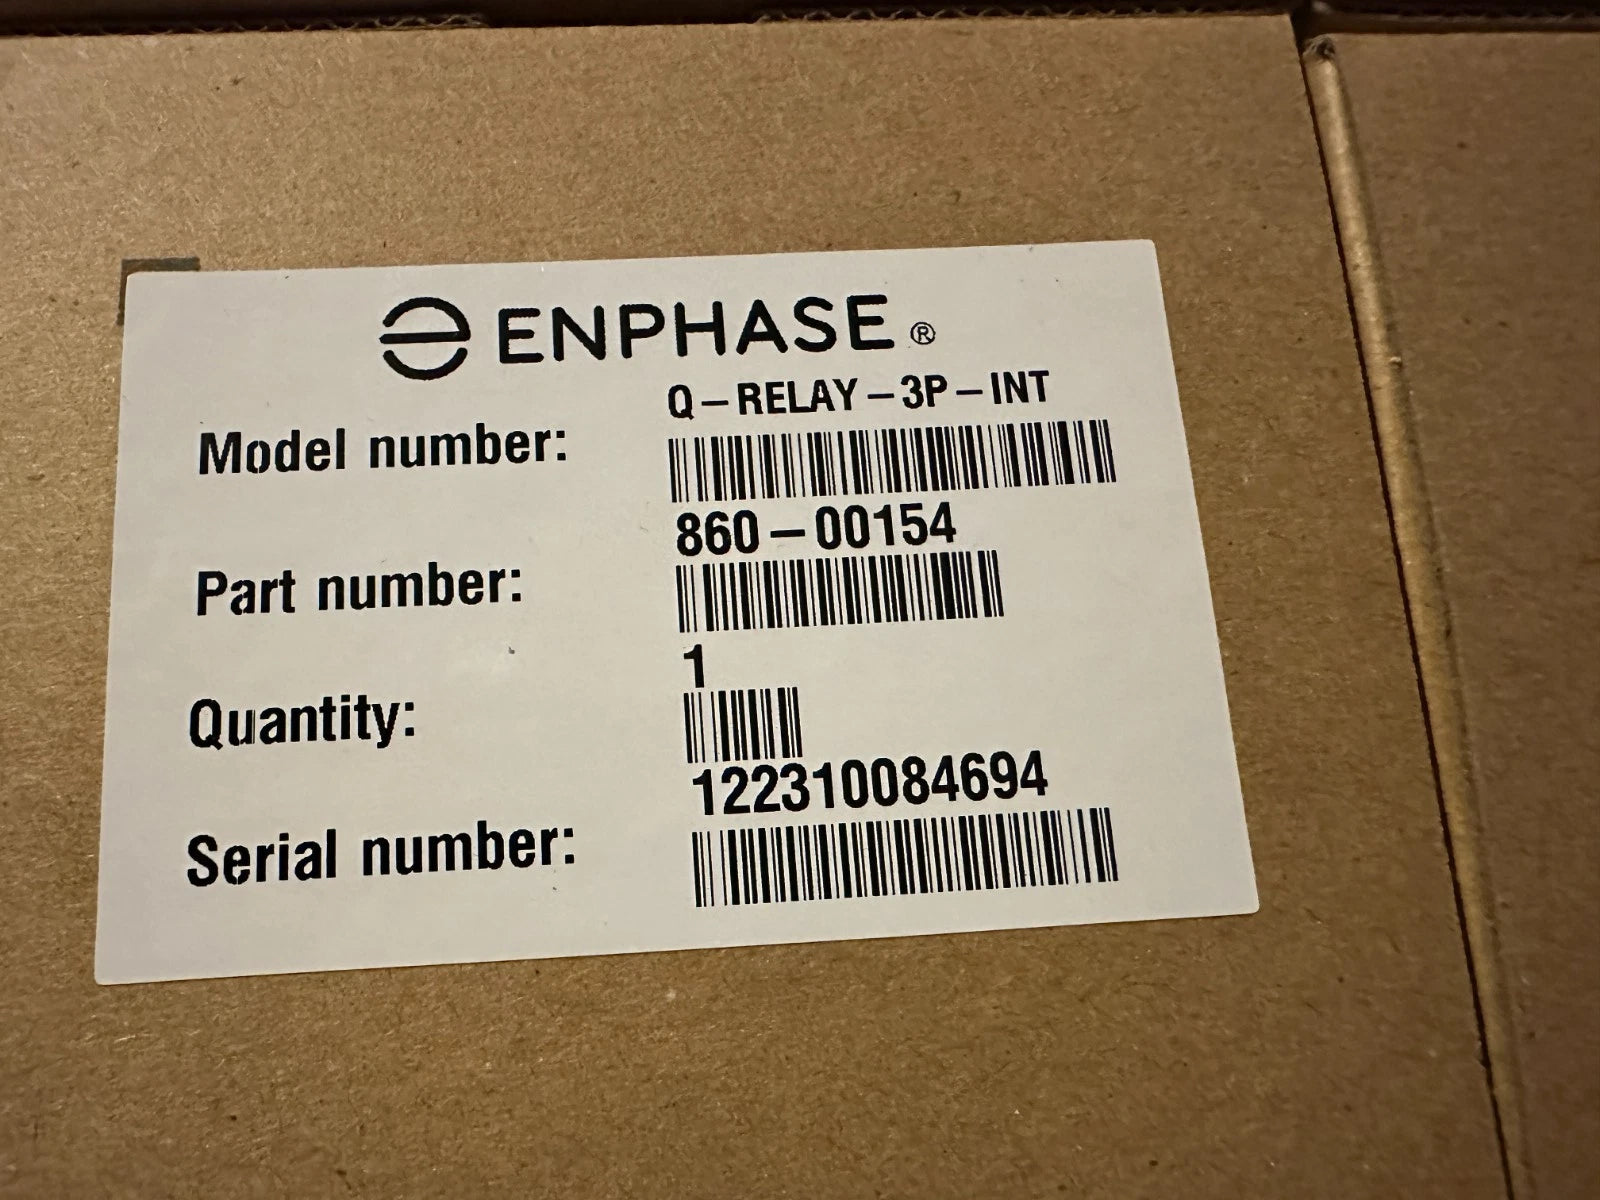 ENPHASE®
Q-RELAY-3P-INT
Model number:
860-00154
Part number:
1
Quantity:
122310084694
Serial number: